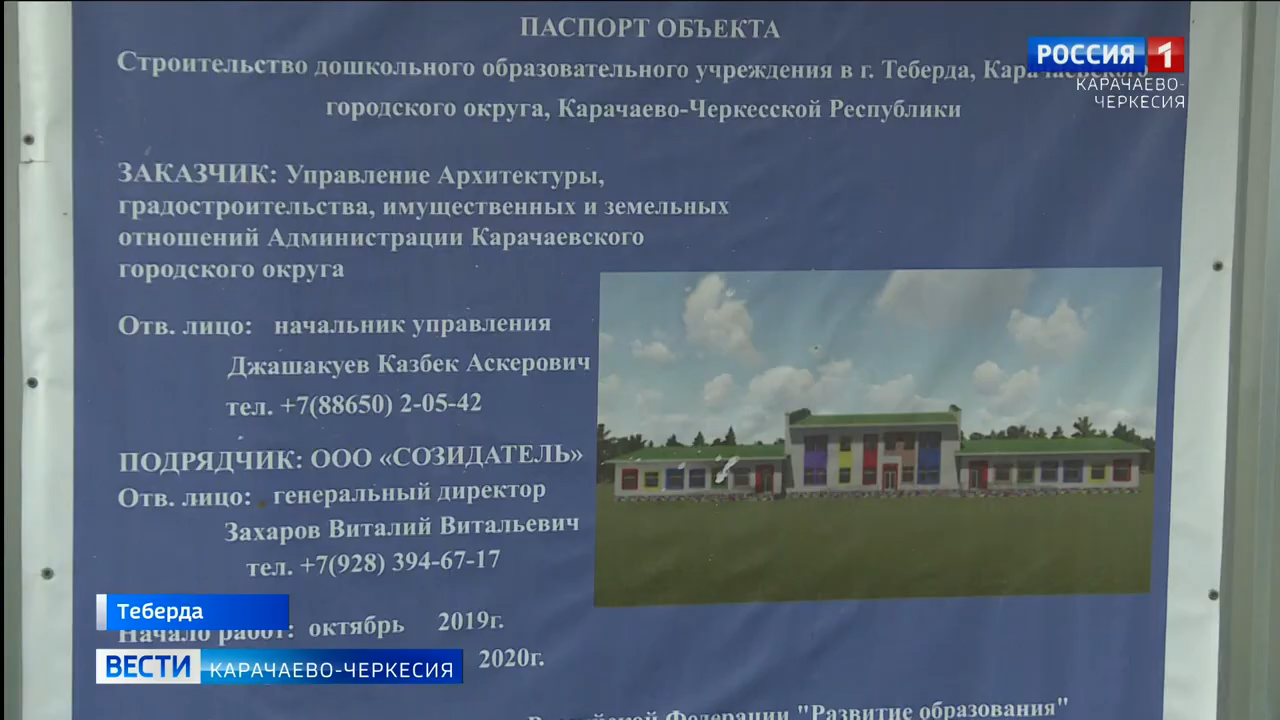 ПАСПОРТ ОБЪЕКТА
Строительство дошкольного образовательного учреждения в г. Теберда, Карачаевского
городского округа, Карачаево-Черкесской Республики
РОССИЯ 1
КАРАЧАЕВО-
ЧЕРКЕСИЯ
ЗАКАЗЧИК: Управление Архитектуры,
градостроительства, имущественных и земельных
отношений Администрации Карачаевского
городского округа
Отв. лицо: начальник управления
Джашакуев Казбек Аскерович
тел. +7(88650) 2-05-42
ПОДРЯДЧИК: ООО «СОЗИДАТЕЛЬ»
Отв. лицо: генеральный директор
Захаров Виталий Витальевич
тел. +7(928) 394-67-17
Теберда
Начало работ: октябрь 2019г.
2020г.
ВЕСТИ КАРАЧАЕВО-ЧЕРКЕСИЯ
Российской Федерации "Развитие образования"